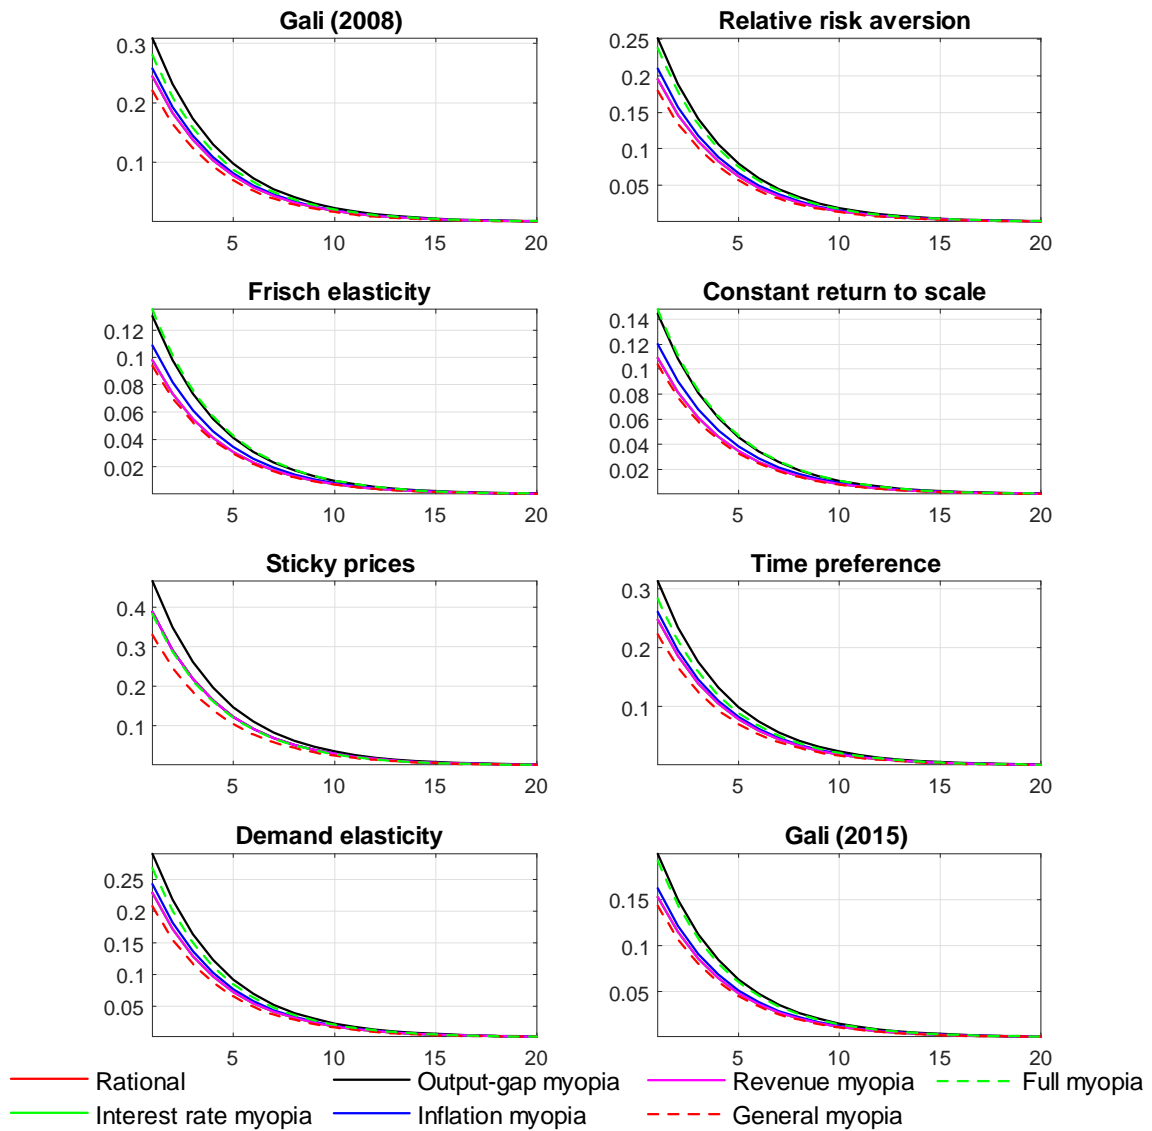 Gali (2008)
0.3
0.2
0.1
5 10 15 20
Relative risk aversion
0.25
0.2
0.15
0.1
0.05
5 10 15 20
Frisch elasticity
0.12
0.1
0.08
0.06
0.04
0.02
5 10 15 20
Constant return to scale
0.14
0.12
0.1
0.08
0.06
0.04
0.02
5 10 15 20
Sticky prices
0.4
0.3
0.2
0.1
5 10 15 20
Time preference
0.3
0.2
0.1
5 10 15 20
Demand elasticity
0.25
0.2
0.15
0.1
0.05
5 10 15 20
Gali (2015)
0.15
0.1
0.05
5 10 15 20
Rational Output-gap myopia Revenue myopia Full myopia
Interest rate myopia Inflation myopia General myopia